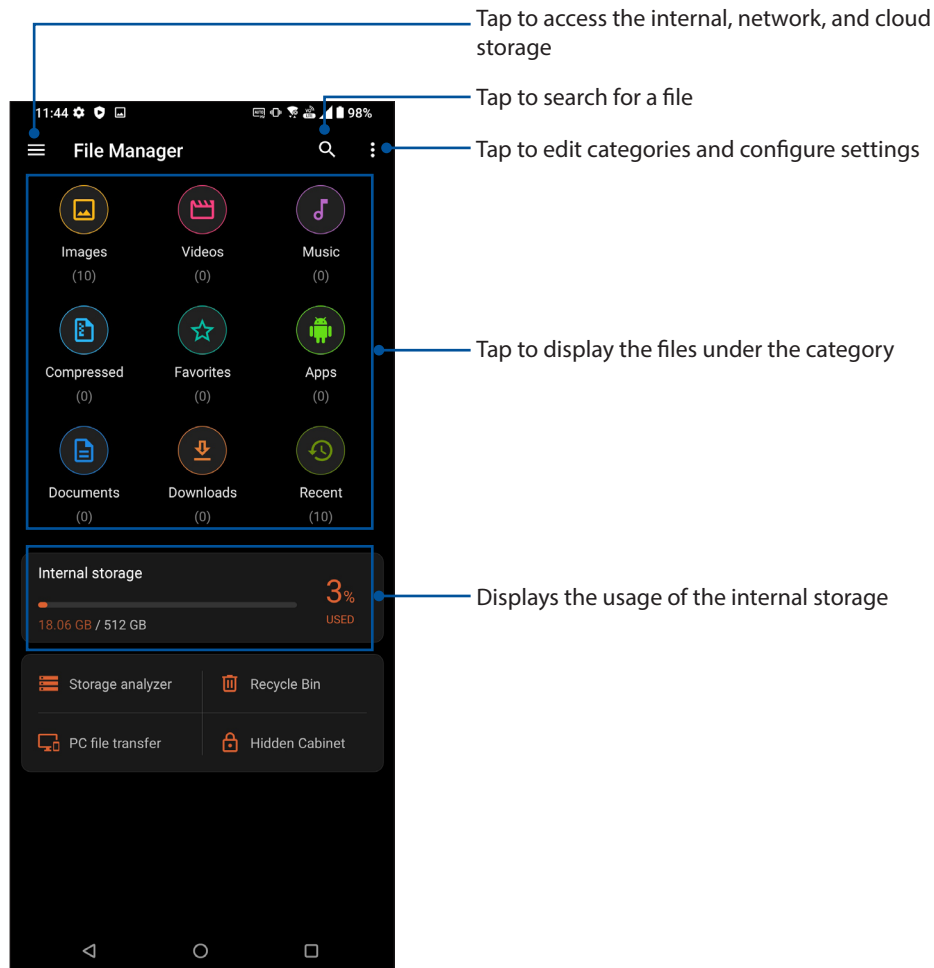 Tap to access the internal, network, and cloud
storage
Tap to search for a file
Tap to edit categories and configure settings
11:44 98%
File Manager
Images Videos Music
(10) (0) (0)
Tap to display the files under the category
Compressed Favorites Apps
(0) (0) (0)
Documents Downloads Recent
(0) (0) (10)
Internal storage
3%
Displays the usage of the internal storage
18.06 GB / 512 GB USED
Storage analyzer Recycle Bin
PC file transfer Hidden Cabinet